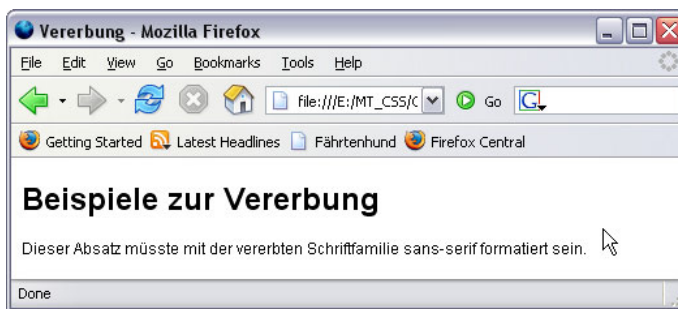 Vererbung - Mozilla Firefox
File Edit View Go Bookmarks Tools Help
file:///E:/MT_CSS/C Go G
Getting Started Latest Headlines Fährtenhund Firefox Central
Beispiele zur Vererbung
Dieser Absatz müsste mit der vererbten Schriftfamilie sans-serif formatiert sein.
Done